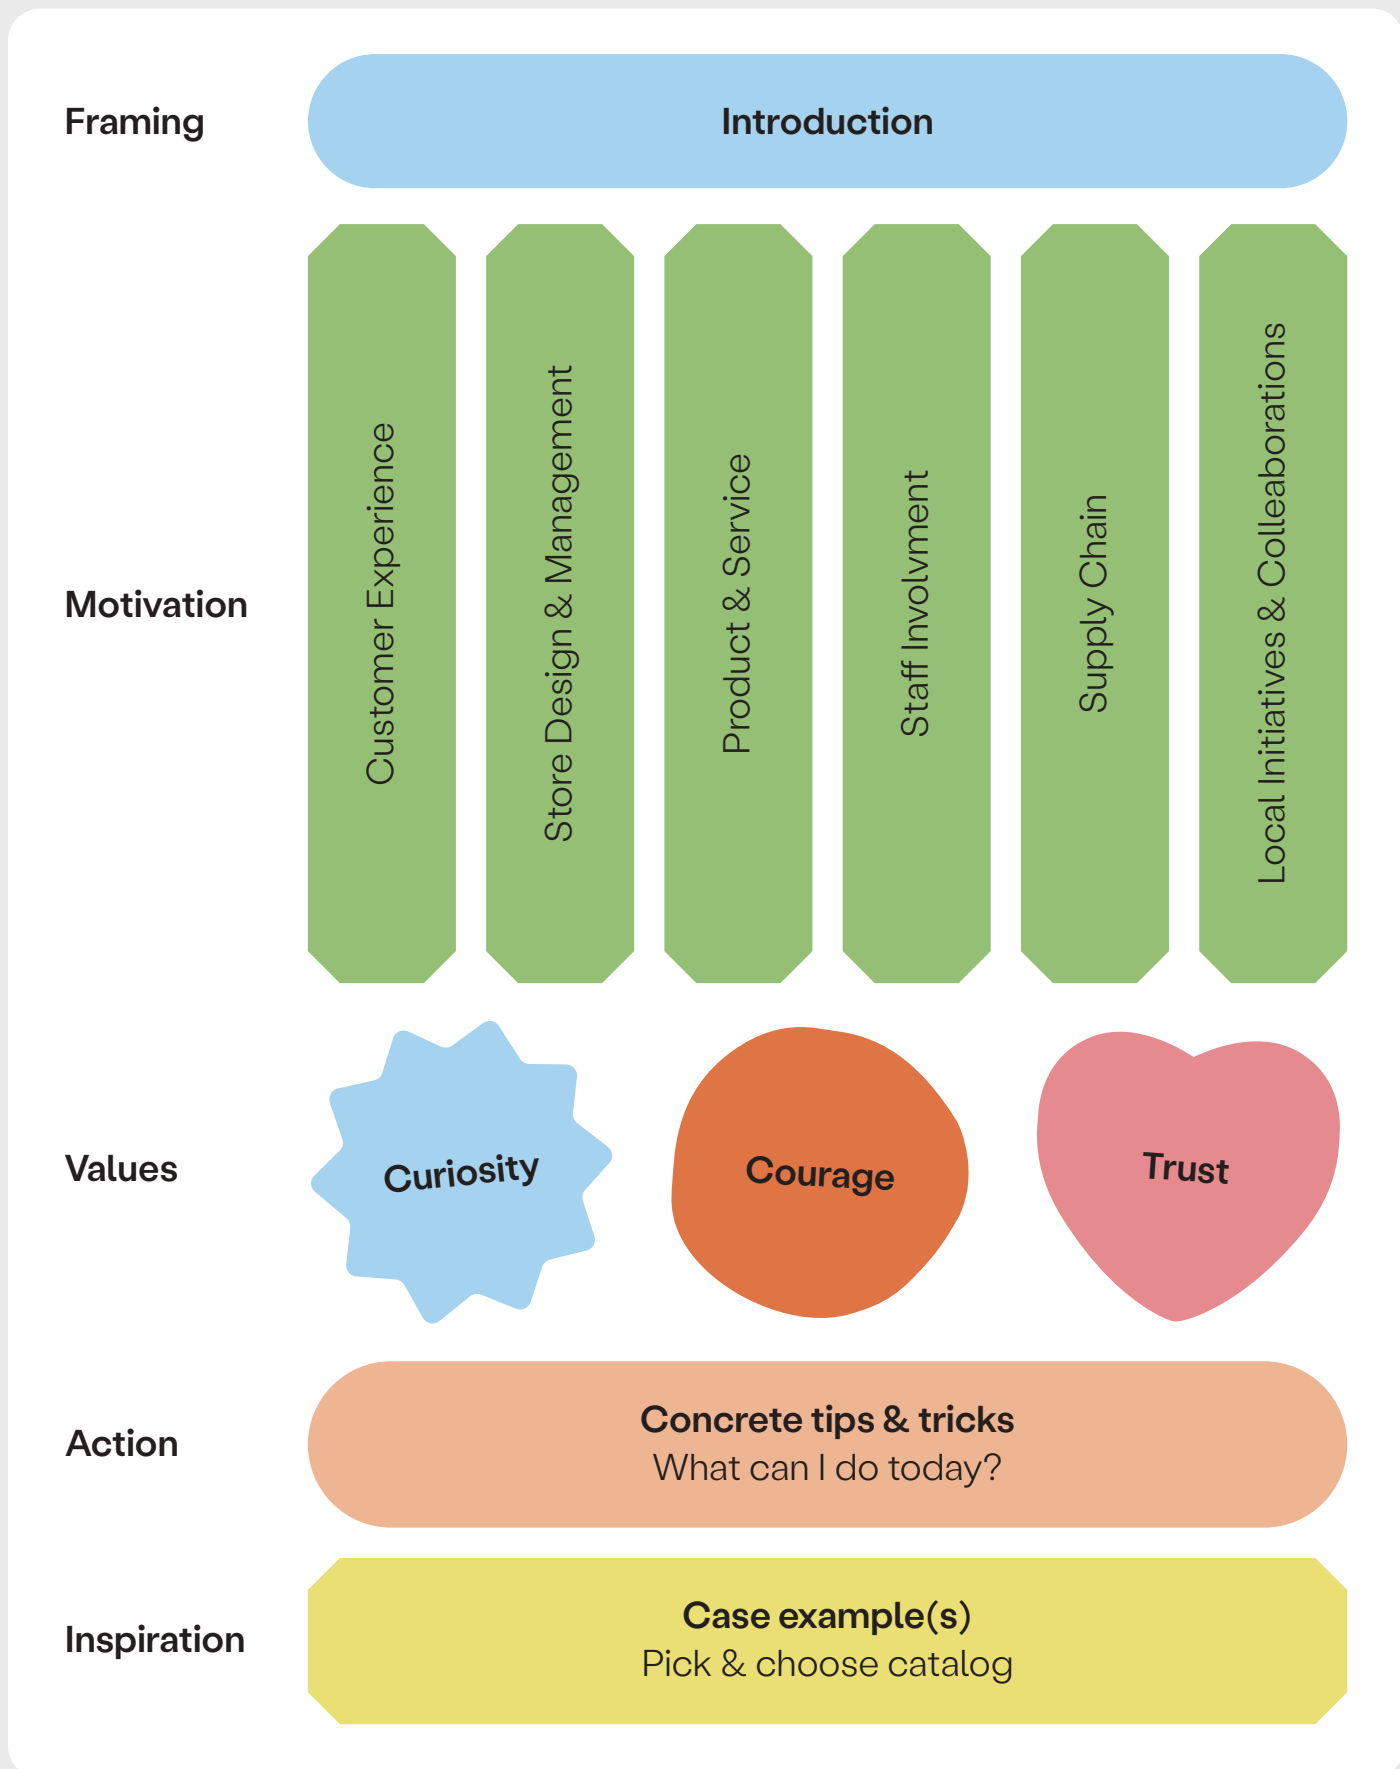 Framing
Introduction
Motivation
Customer Experience
Store Design & Management
Product & Service
Staff Involvment
Supply Chain
Local Initiatives & Colleaborations
Values
Curiosity
Courage
Trust
Action
Concrete tips & tricks
What can I do today?
Inspiration
Case example(s)
Pick & choose catalog